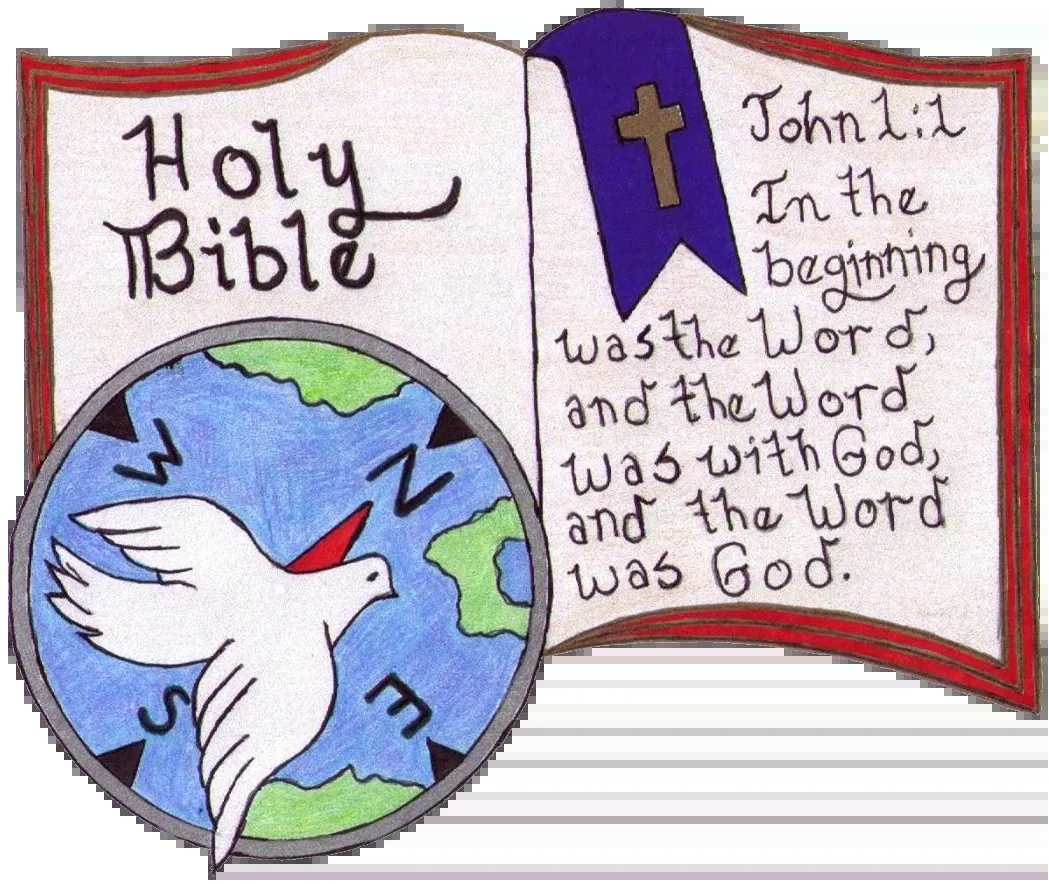 Holy
Bible
John 1:1
In the
beginning
was the Word,
and the Word
was with God,
and the Word
was God.
W
N
S
E